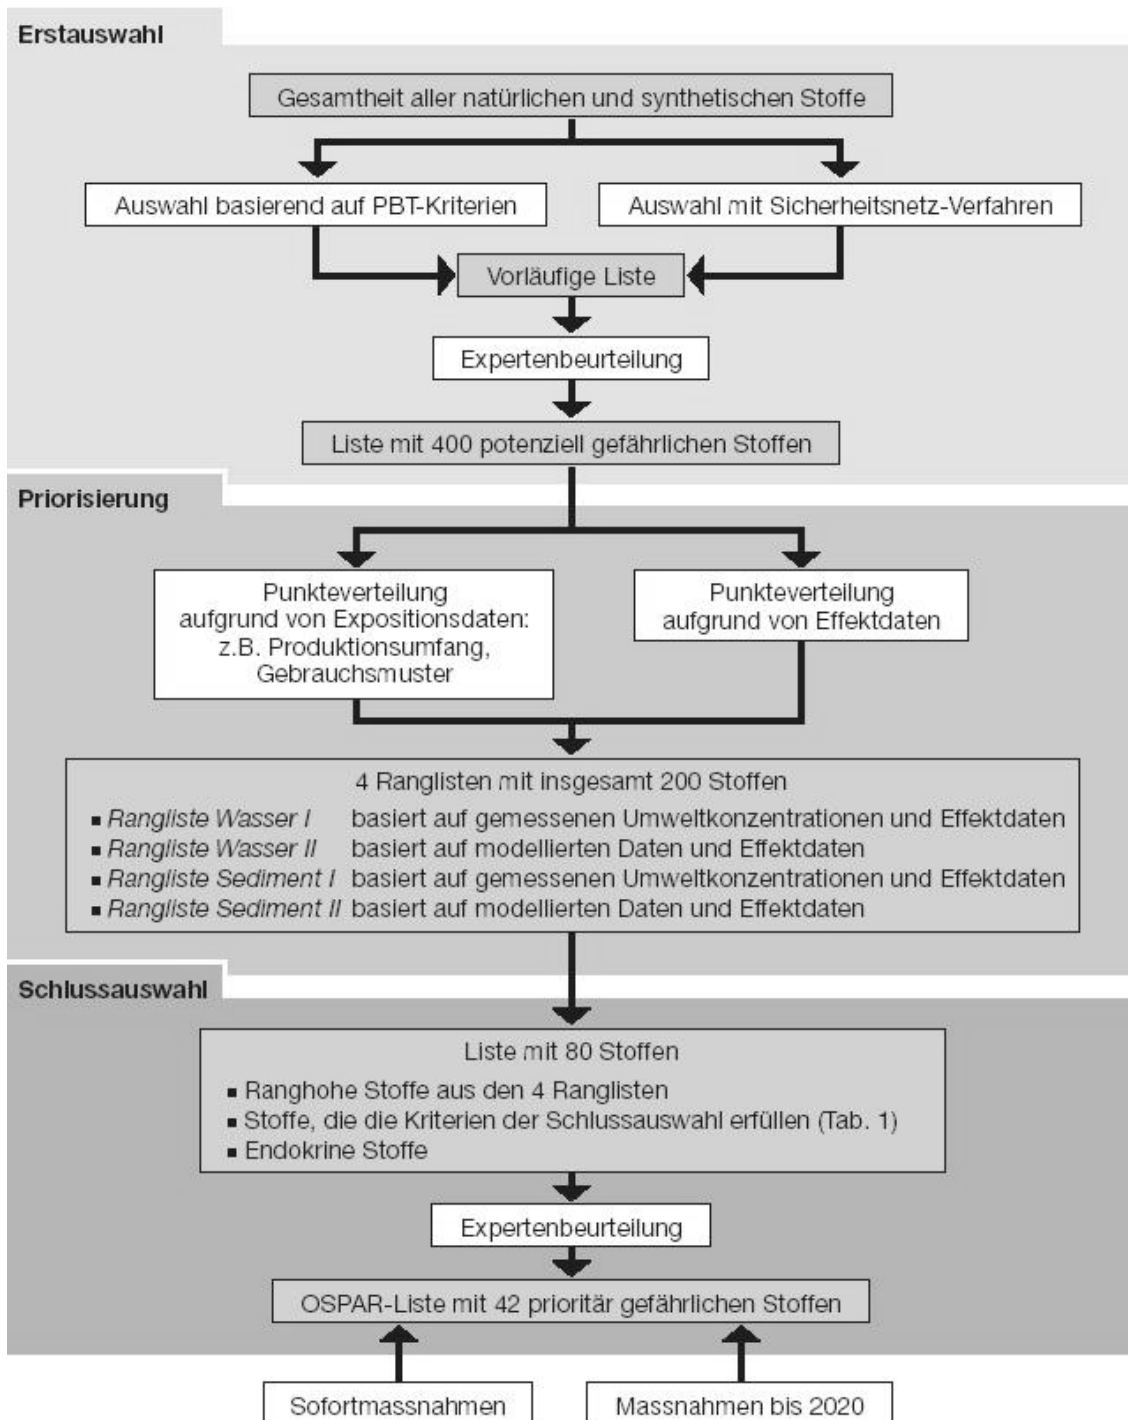 Erstauswahl
Gesamtheit aller natürlichen und synthetischen Stoffe
Auswahl basierend auf PBT-Kriterien
Auswahl mit Sicherheitsnetz-Verfahren
Vorläufige Liste
Expertenbeurteilung
Liste mit 400 potenziell gefährlichen Stoffen
Priorisierung
Punkteverteilung
aufgrund von Expositionsdaten:
z.B. Produktionsumfang,
Gebrauchsmuster
Punkteverteilung
aufgrund von Effektdaten
4 Ranglisten mit insgesamt 200 Stoffen
▪ Rangliste Wasser I basiert auf gemessenen Umweltkonzentrationen und Effektdaten
▪ Rangliste Wasser II basiert auf modellierten Daten und Effektdaten
▪ Rangliste Sediment I basiert auf gemessenen Umweltkonzentrationen und Effektdaten
▪ Rangliste Sediment II basiert auf modellierten Daten und Effektdaten
Schlussauswahl
Liste mit 80 Stoffen
▪ Ranghohe Stoffe aus den 4 Ranglisten
▪ Stoffe, die die Kriterien der Schlussauswahl erfüllen (Tab. 1)
▪ Endokrine Stoffe
Expertenbeurteilung
OSPAR-Liste mit 42 prioritär gefährlichen Stoffen
Sofortmassnahmen
Massnahmen bis 2020